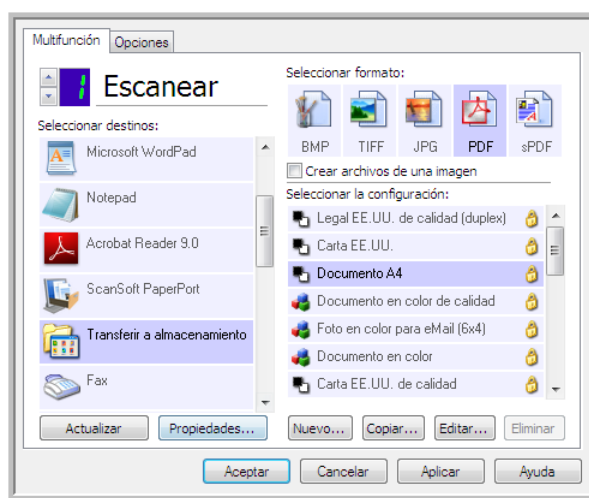 Multifunción
Opciones
1
Escanear
Seleccionar destinos:
Microsoft WordPad
Notepad
Acrobat Reader 9.0
ScanSoft PaperPort
Transferir a almacenamiento
Fax
Actualizar
Propiedades...
Seleccionar formato:
BMP
TIFF
JPG
PDF
sPDF
Crear archivos de una imagen
Seleccionar la configuración:
Legal EE.UU. de calidad (duplex)
Carta EE.UU.
Documento A4
Documento en color de calidad
Foto en color para eMail (6x4)
Documento en color
Carta EE.UU. de calidad
Nuevo...
Copiar...
Editar...
Eliminar
Aceptar
Cancelar
Aplicar
Ayuda